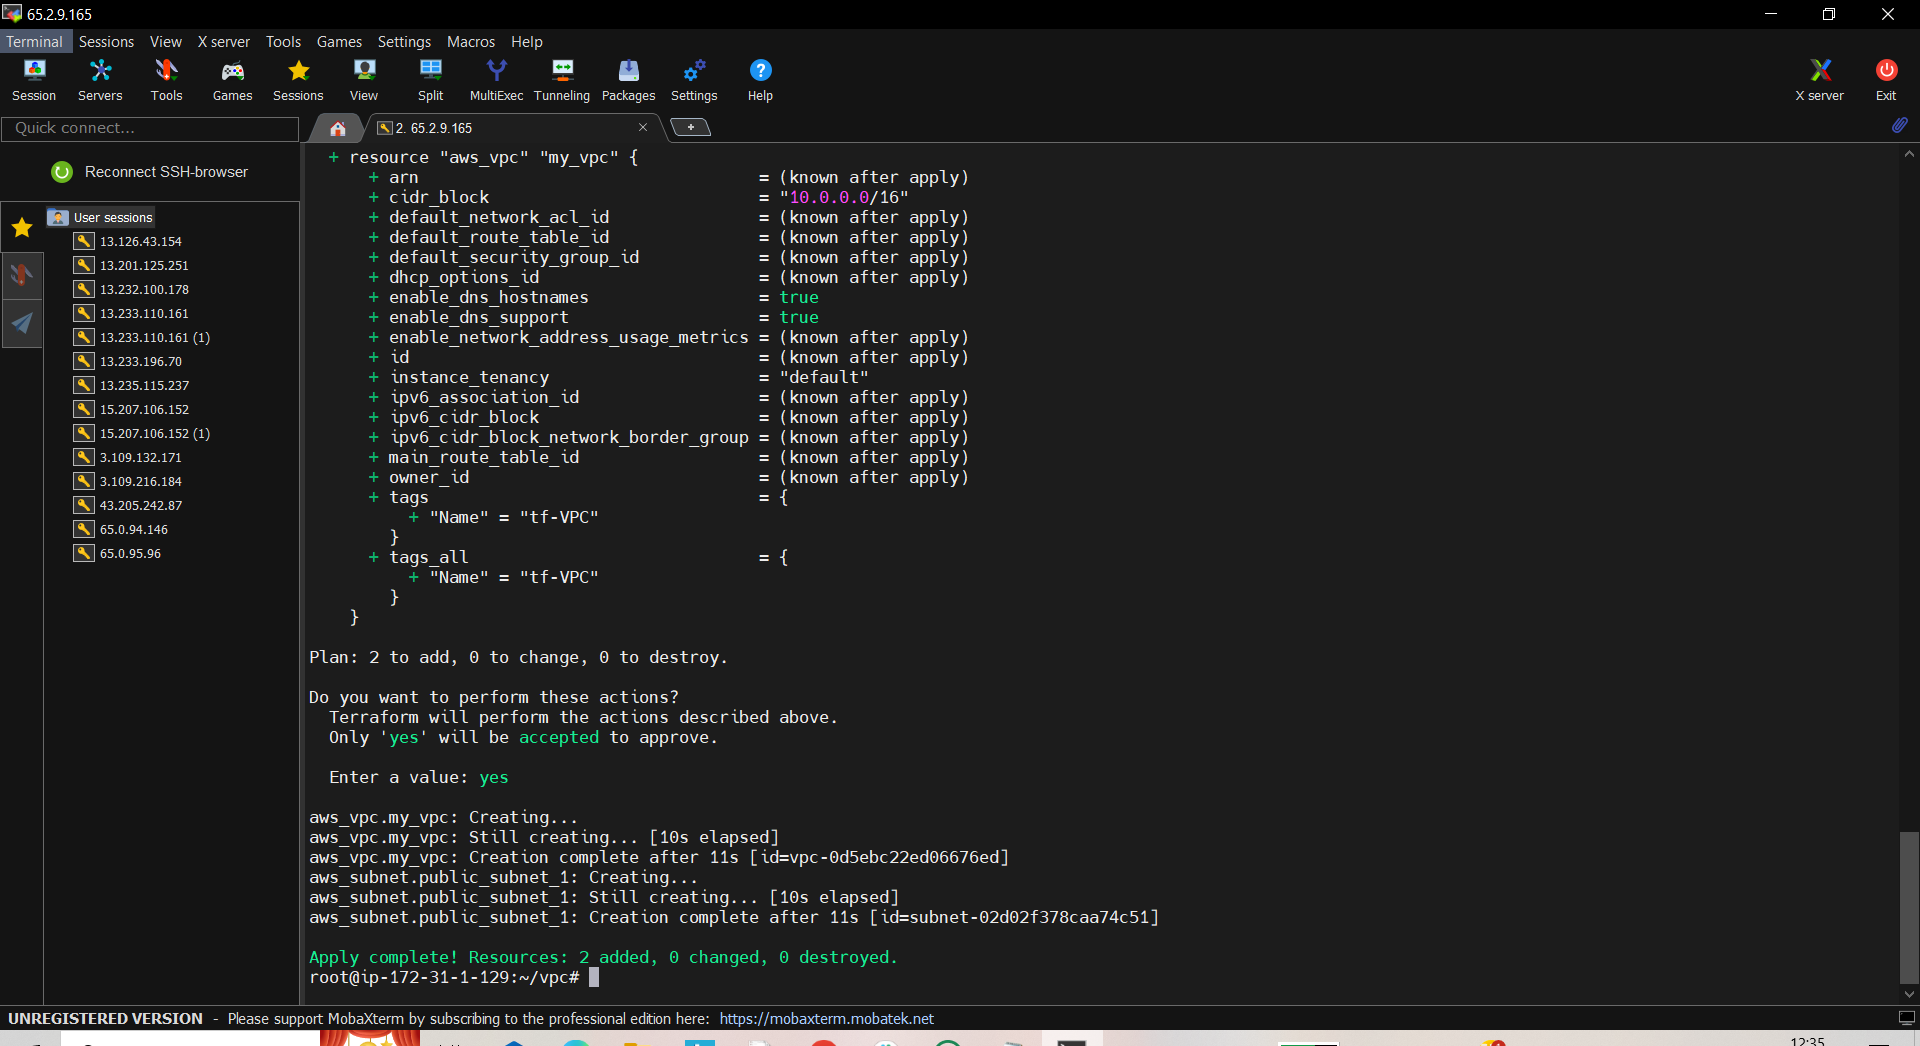 65.2.9.165
Terminal Sessions View X server Tools Games Settings Macros Help
Session Servers Tools Games Sessions View Split MultiExec Tunneling Packages Settings Help X server Exit
Quick connect...
2. 65.2.9.165
Reconnect SSH-browser
User sessions
13.126.43.154
13.201.125.251
13.232.100.178
13.233.110.161
13.233.110.161 (1)
13.233.196.70
13.235.115.237
15.207.106.152
15.207.106.152 (1)
3.109.132.171
3.109.216.184
43.205.242.87
65.0.94.146
65.0.95.96
+ resource "aws_vpc" "my_vpc" {
+ arn = (known after apply)
+ cidr_block = "10.0.0.0/16"
+ default_network_acl_id = (known after apply)
+ default_route_table_id = (known after apply)
+ default_security_group_id = (known after apply)
+ dhcp_options_id = (known after apply)
+ enable_dns_hostnames = true
+ enable_dns_support = true
+ enable_network_address_usage_metrics = (known after apply)
+ id = (known after apply)
+ instance_tenancy = "default"
+ ipv6_association_id = (known after apply)
+ ipv6_cidr_block = (known after apply)
+ ipv6_cidr_block_network_border_group = (known after apply)
+ main_route_table_id = (known after apply)
+ owner_id = (known after apply)
+ tags = {
+ "Name" = "tf-VPC"
}
+ tags_all = {
+ "Name" = "tf-VPC"
}
}
Plan: 2 to add, 0 to change, 0 to destroy.
Do you want to perform these actions?
Terraform will perform the actions described above.
Only 'yes' will be accepted to approve.
Enter a value: yes
aws_vpc.my_vpc: Creating...
aws_vpc.my_vpc: Still creating... [10s elapsed]
aws_vpc.my_vpc: Creation complete after 11s [id=vpc-0d5ebc22ed06676ed]
aws_subnet.public_subnet_1: Creating...
aws_subnet.public_subnet_1: Still creating... [10s elapsed]
aws_subnet.public_subnet_1: Creation complete after 11s [id=subnet-02d02f378caa74c51]
Apply complete! Resources: 2 added, 0 changed, 0 destroyed.
root@ip-172-31-1-129:~/vpc#
UNREGISTERED VERSION - Please support MobaXterm by subscribing to the professional edition here: https://mobaxterm.mobatek.net
12:35